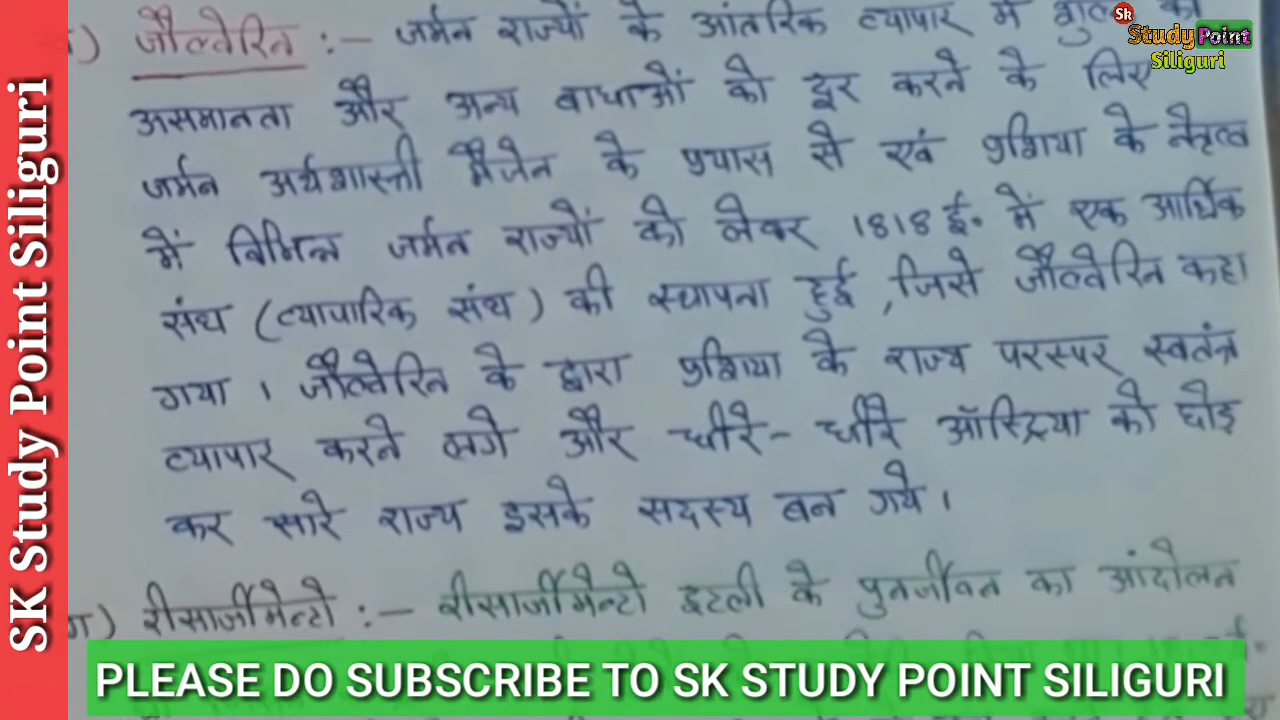 SK Study Point Siliguri
Sk
Study Point
Siliguri
) जौल्वेरिन :- जर्मन राज्यों के आंतरिक व्यापार में
असमानता और अन्य बाधाओं को दूर करने के लिए
जर्मन अर्थशास्त्री मैजेन के प्रयास से एवं प्रशिया के नेतृत्व
में विभिन्न जर्मन राज्यों को लेकर 1818 ई० में एक आर्थिक
संघ (व्यापारिक संघ) की स्थापना हुई, जिसे जौल्वेरिन कहा
गया । जौल्वेरिन के द्वारा प्रशिया के राज्य परस्पर स्वतंत्र
व्यापार करने लगे और धीरे-धीरे ऑस्ट्रिया को छोड़
कर सारे राज्य इसके सदस्य बन गये ।
ग) रीसार्जीमेन्टो :- रीसार्जीमेन्टो इटली के पुनर्जीवन का आंदोलन
PLEASE DO SUBSCRIBE TO SK STUDY POINT SILIGURI